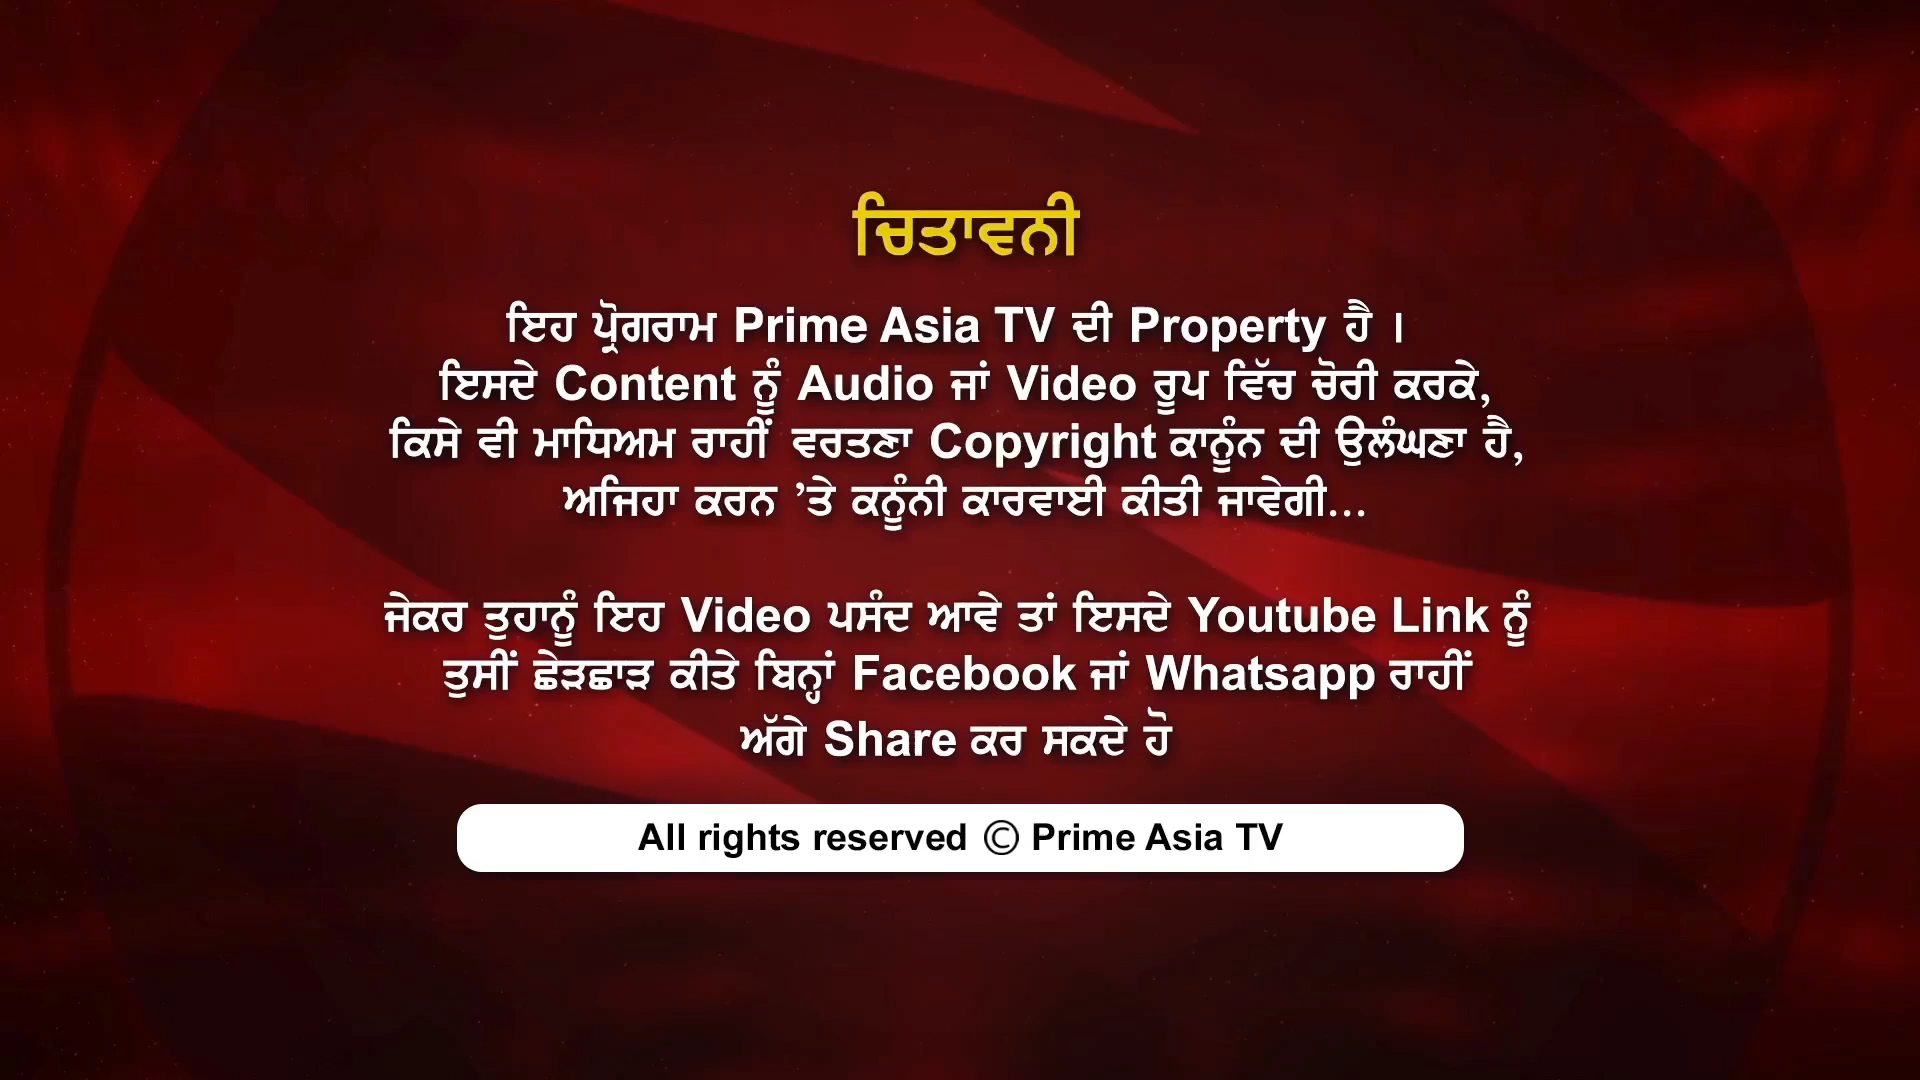 ਚਿਤਾਵਨੀ
ਇਹ ਪ੍ਰੋਗਰਾਮ Prime Asia TV ਦੀ Property ਹੈ ।
ਇਸਦੇ Content ਨੂੰ Audio ਜਾਂ Video ਰੂਪ ਵਿੱਚ ਚੋਰੀ ਕਰਕੇ,
ਕਿਸੇ ਵੀ ਮਾਧਿਅਮ ਰਾਹੀਂ ਵਰਤਣਾ Copyright ਕਾਨੂੰਨ ਦੀ ਉਲੰਘਣਾ ਹੈ,
ਅਜਿਹਾ ਕਰਨ ’ਤੇ ਕਨੂੰਨੀ ਕਾਰਵਾਈ ਕੀਤੀ ਜਾਵੇਗੀ...
ਜੇਕਰ ਤੁਹਾਨੂੰ ਇਹ Video ਪਸੰਦ ਆਵੇ ਤਾਂ ਇਸਦੇ Youtube Link ਨੂੰ
ਤੁਸੀਂ ਛੇੜਛਾੜ ਕੀਤੇ ਬਿਨ੍ਹਾਂ Facebook ਜਾਂ Whatsapp ਰਾਹੀਂ
ਅੱਗੇ Share ਕਰ ਸਕਦੇ ਹੋ
All rights reserved © Prime Asia TV